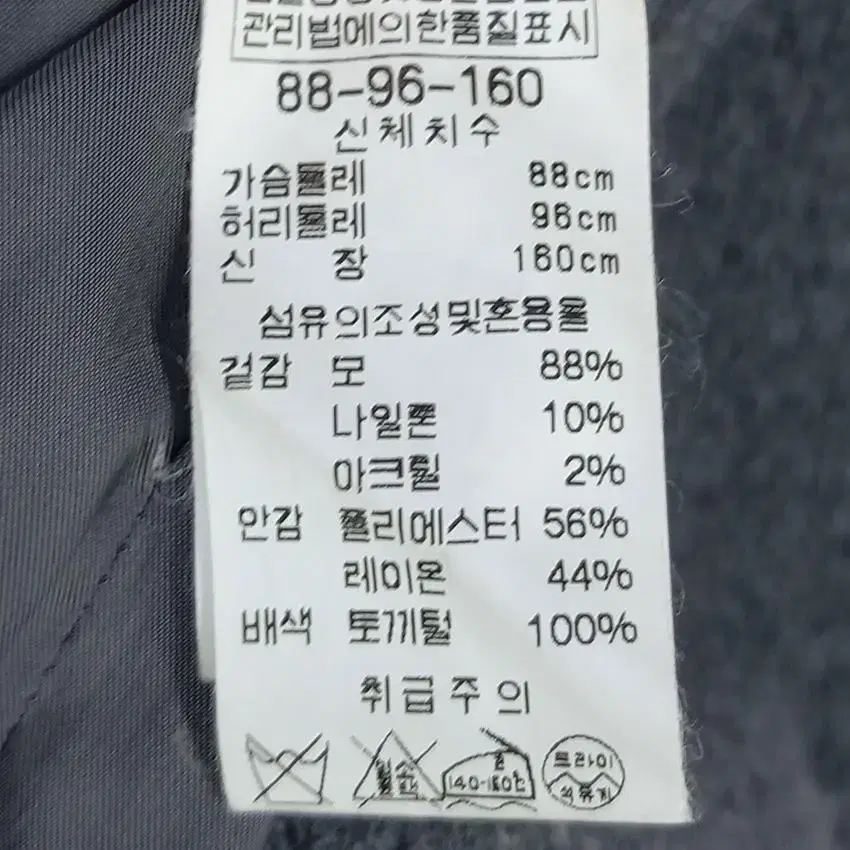 관리법에의한품질표시
88-96-160
신체치수
가슴둘레 88cm
허리둘레 96cm
신 장 160cm
섬유의조성및혼용율
겉감 모 88%
나일론 10%
아크릴 2%
안감 폴리에스터 56%
레이온 44%
배색 토끼털 100%
취급주의
140-160℃
드라이
석유계